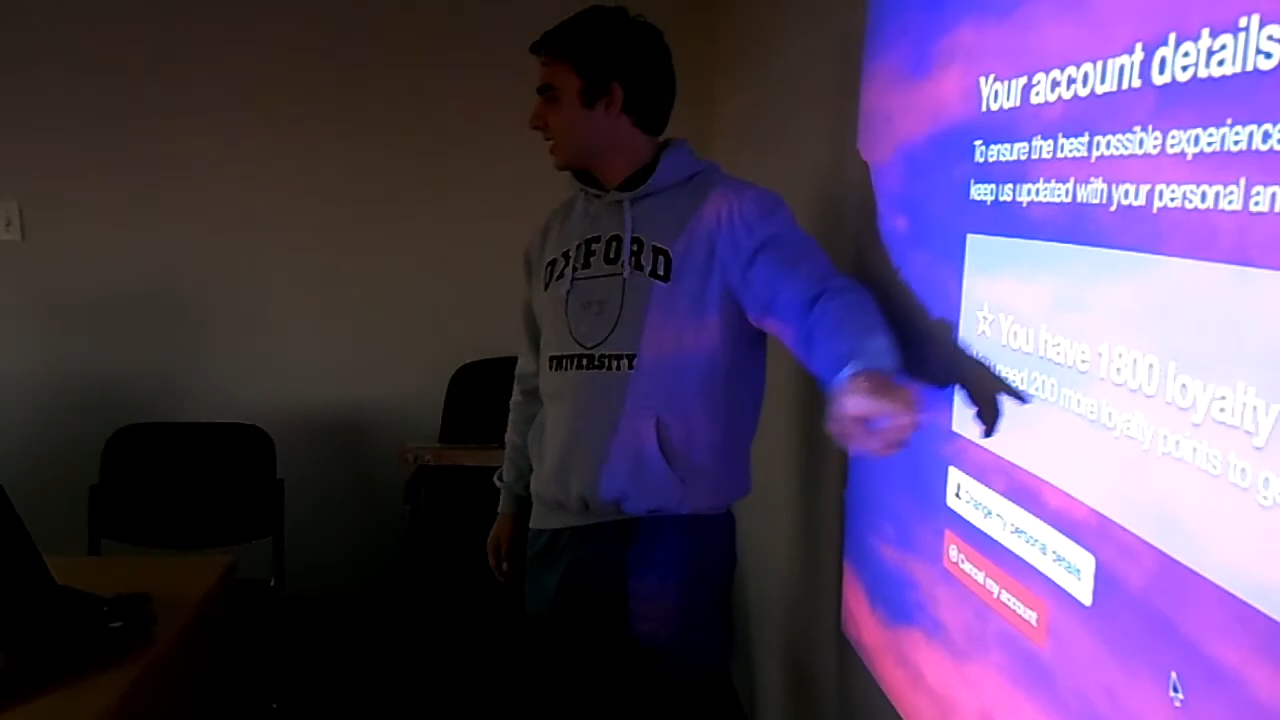 OXFORD
UNIVERSITY
Your account details
To ensure the best possible experience
keep us updated with your personal an
You have 1800 loyalty
need 200 more loyalty points to g
Change my personal details
Cancel my account